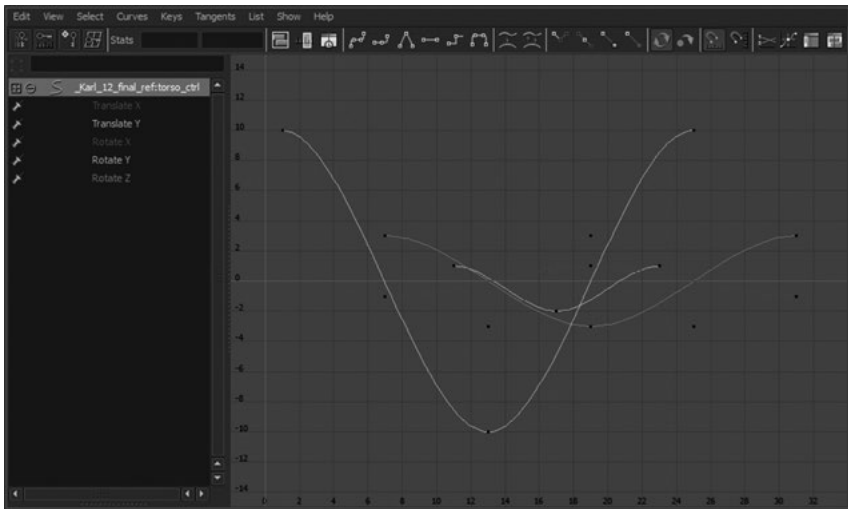 Edit View Select Curves Keys Tangents List Show Help
Stats
_Karl_12_final_ref:torso_ctrl
Translate X
Translate Y
Rotate X
Rotate Y
Rotate Z
14
12
10
8
6
4
2
0
-2
-4
-6
-8
-10
-12
-14
0 2 4 6 8 10 12 14 16 18 20 22 24 26 28 30 32